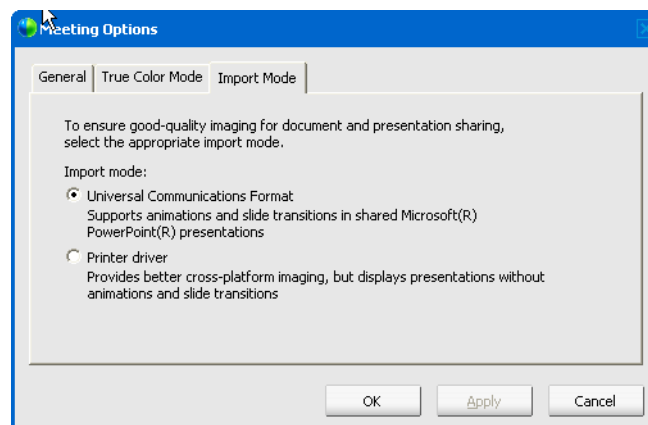 Meeting Options
General True Color Mode Import Mode
To ensure good-quality imaging for document and presentation sharing,
select the appropriate import mode.
Import mode:
Universal Communications Format
Supports animations and slide transitions in shared Microsoft(R)
PowerPoint(R) presentations
Printer driver
Provides better cross-platform imaging, but displays presentations without
animations and slide transitions
OK Apply Cancel